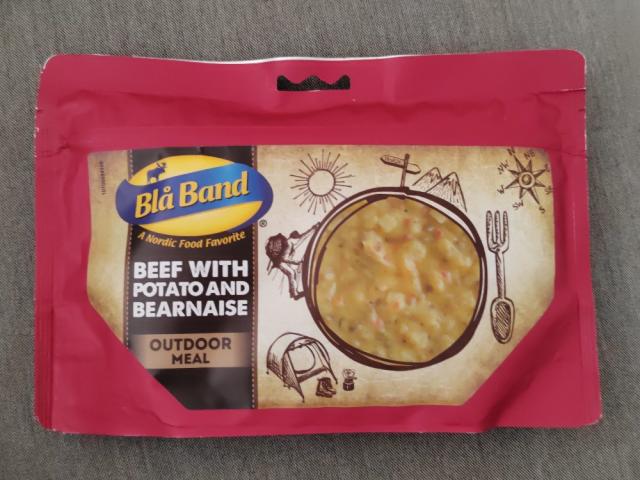 Blå Band
®
A Nordic Food Favorite
BEEF WITH
POTATO AND
BEARNAISE
OUTDOOR
MEAL
N